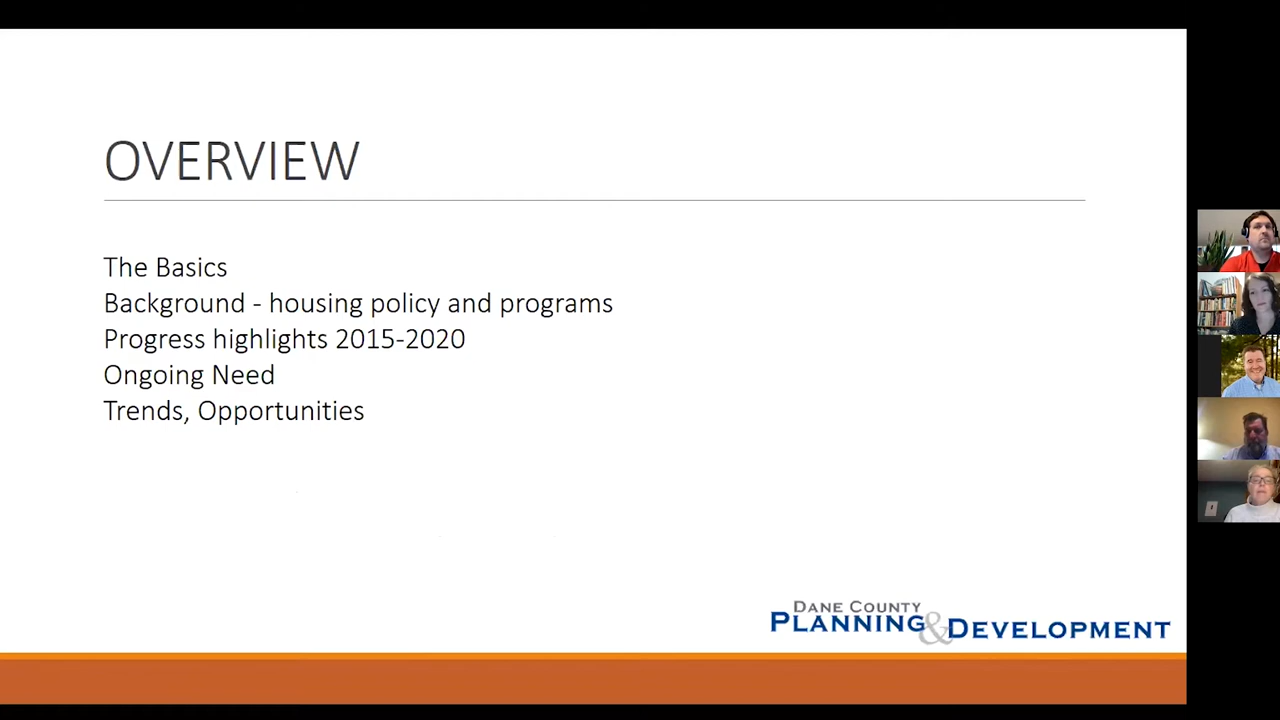 OVERVIEW
The Basics
Background - housing policy and programs
Progress highlights 2015-2020
Ongoing Need
Trends, Opportunities
DANE COUNTY
PLANNING & DEVELOPMENT